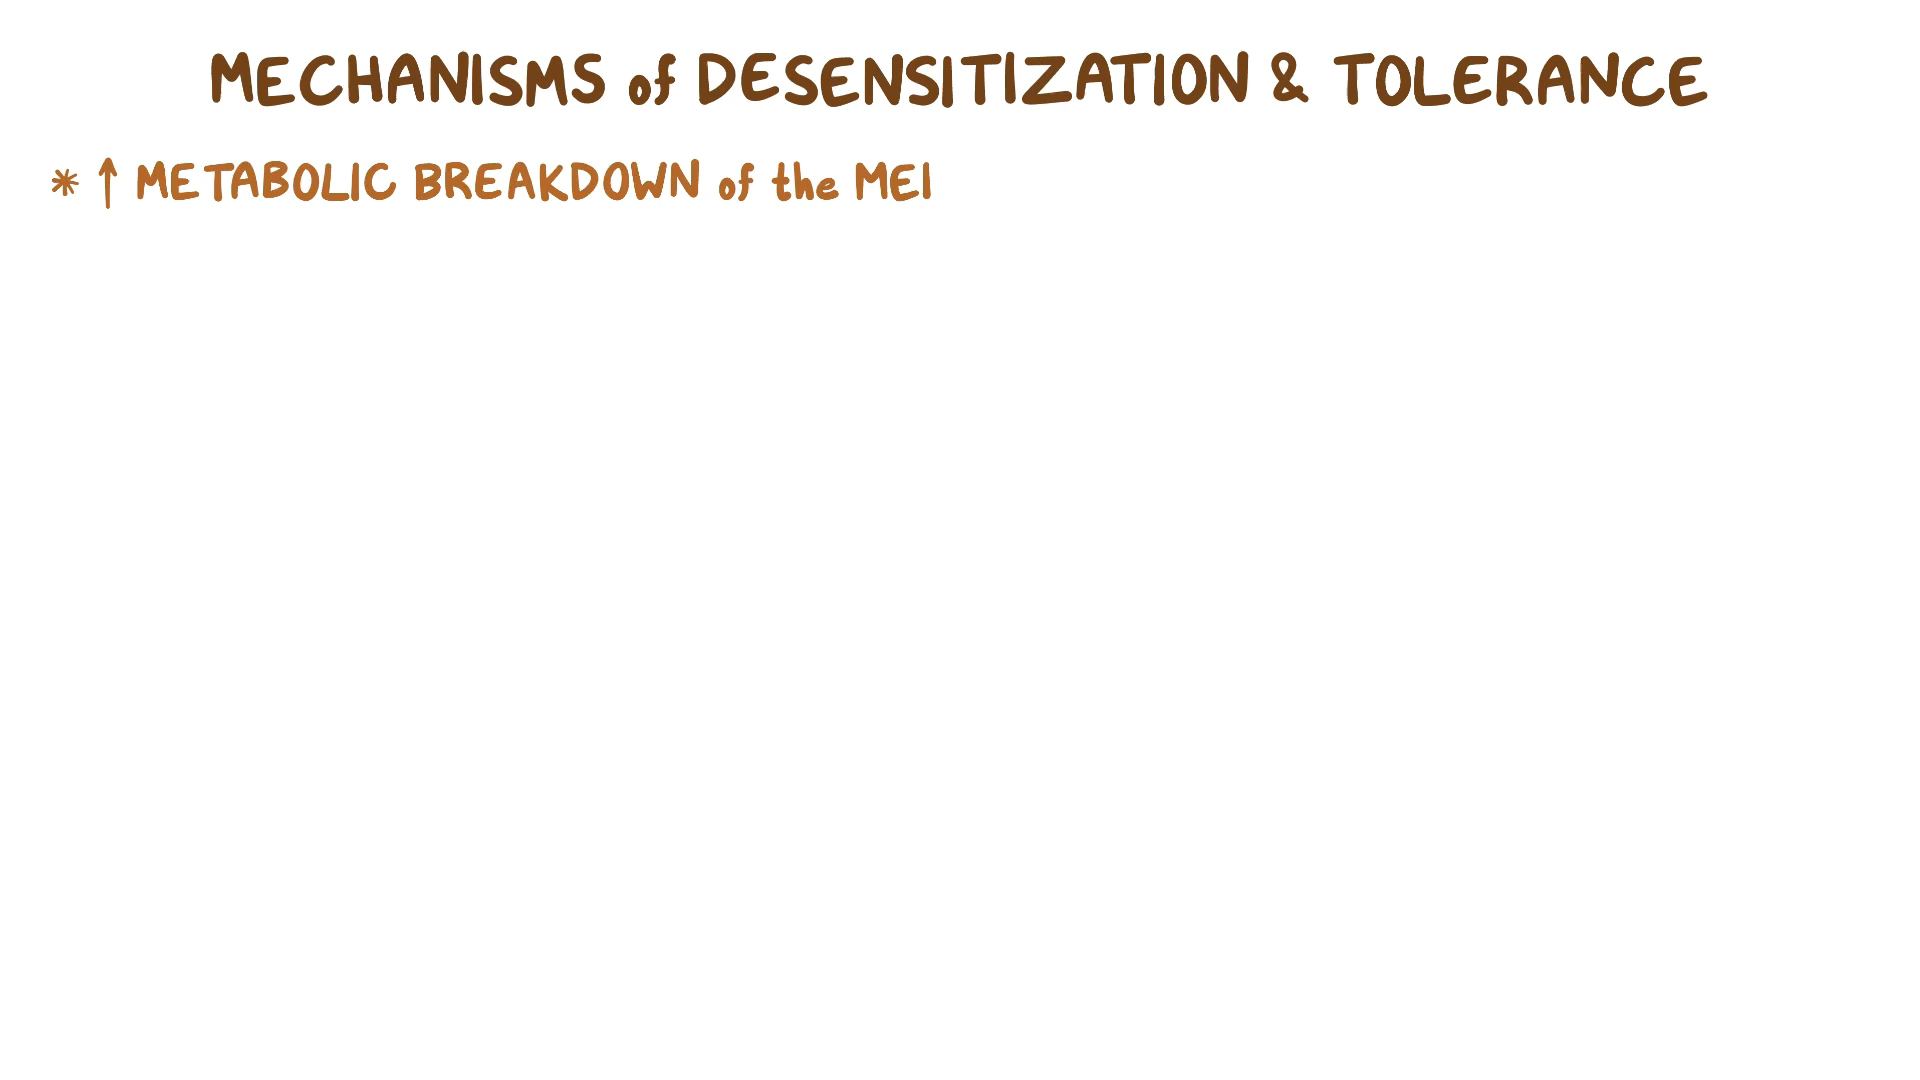 MECHANISMS of DESENSITIZATION & TOLERANCE
* ↑ METABOLIC BREAKDOWN of the MEI